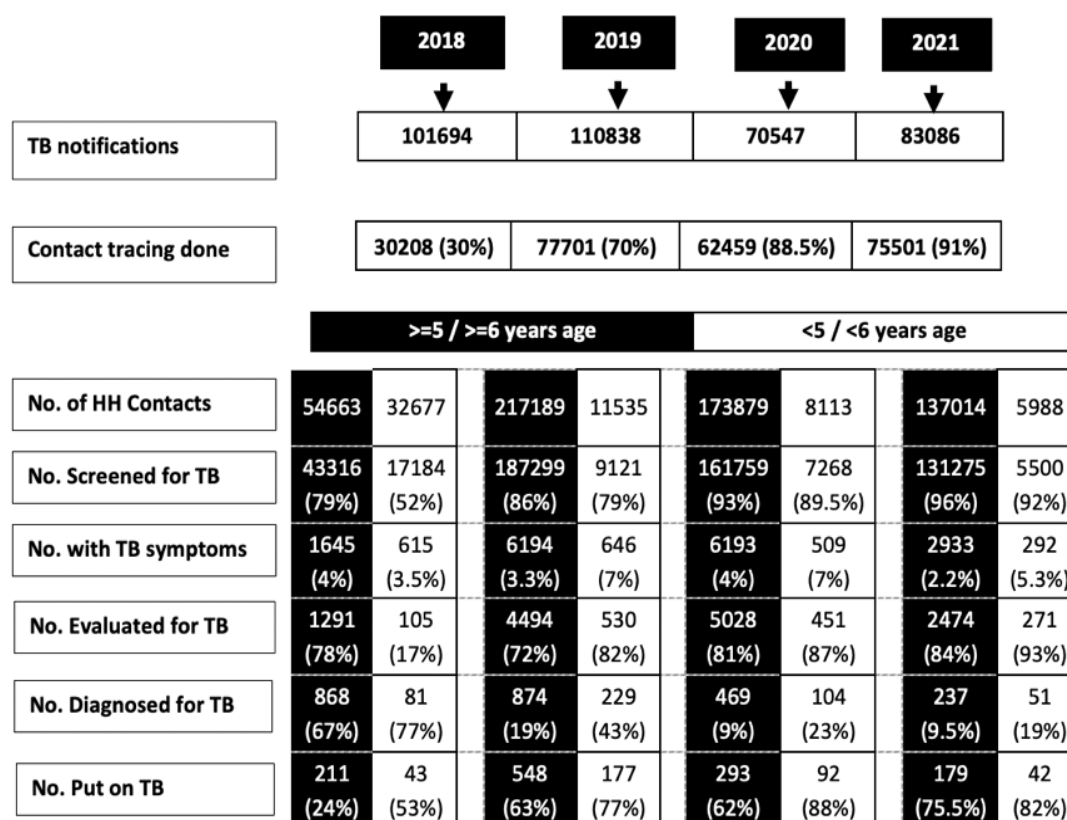 2018 2019 2020 2021
TB notifications 101694 110838 70547 83086
Contact tracing done 30208 (30%) 77701 (70%) 62459 (88.5%) 75501 (91%)
>=5 / >=6 years age <5 / <6 years age
No. of HH Contacts 54663 32677 217189 11535 173879 8113 137014 5988
No. Screened for TB 43316 17184 187299 9121 161759 7268 131275 5500
(79%) (52%) (86%) (79%) (93%) (89.5%) (96%) (92%)
No. with TB symptoms 1645 615 6194 646 6193 509 2933 292
(4%) (3.5%) (3.3%) (7%) (4%) (7%) (2.2%) (5.3%)
No. Evaluated for TB 1291 105 4494 530 5028 451 2474 271
(78%) (17%) (72%) (82%) (81%) (87%) (84%) (93%)
No. Diagnosed for TB 868 81 874 229 469 104 237 51
(67%) (77%) (19%) (43%) (9%) (23%) (9.5%) (19%)
No. Put on TB 211 43 548 177 293 92 179 42
(24%) (53%) (63%) (77%) (62%) (88%) (75.5%) (82%)